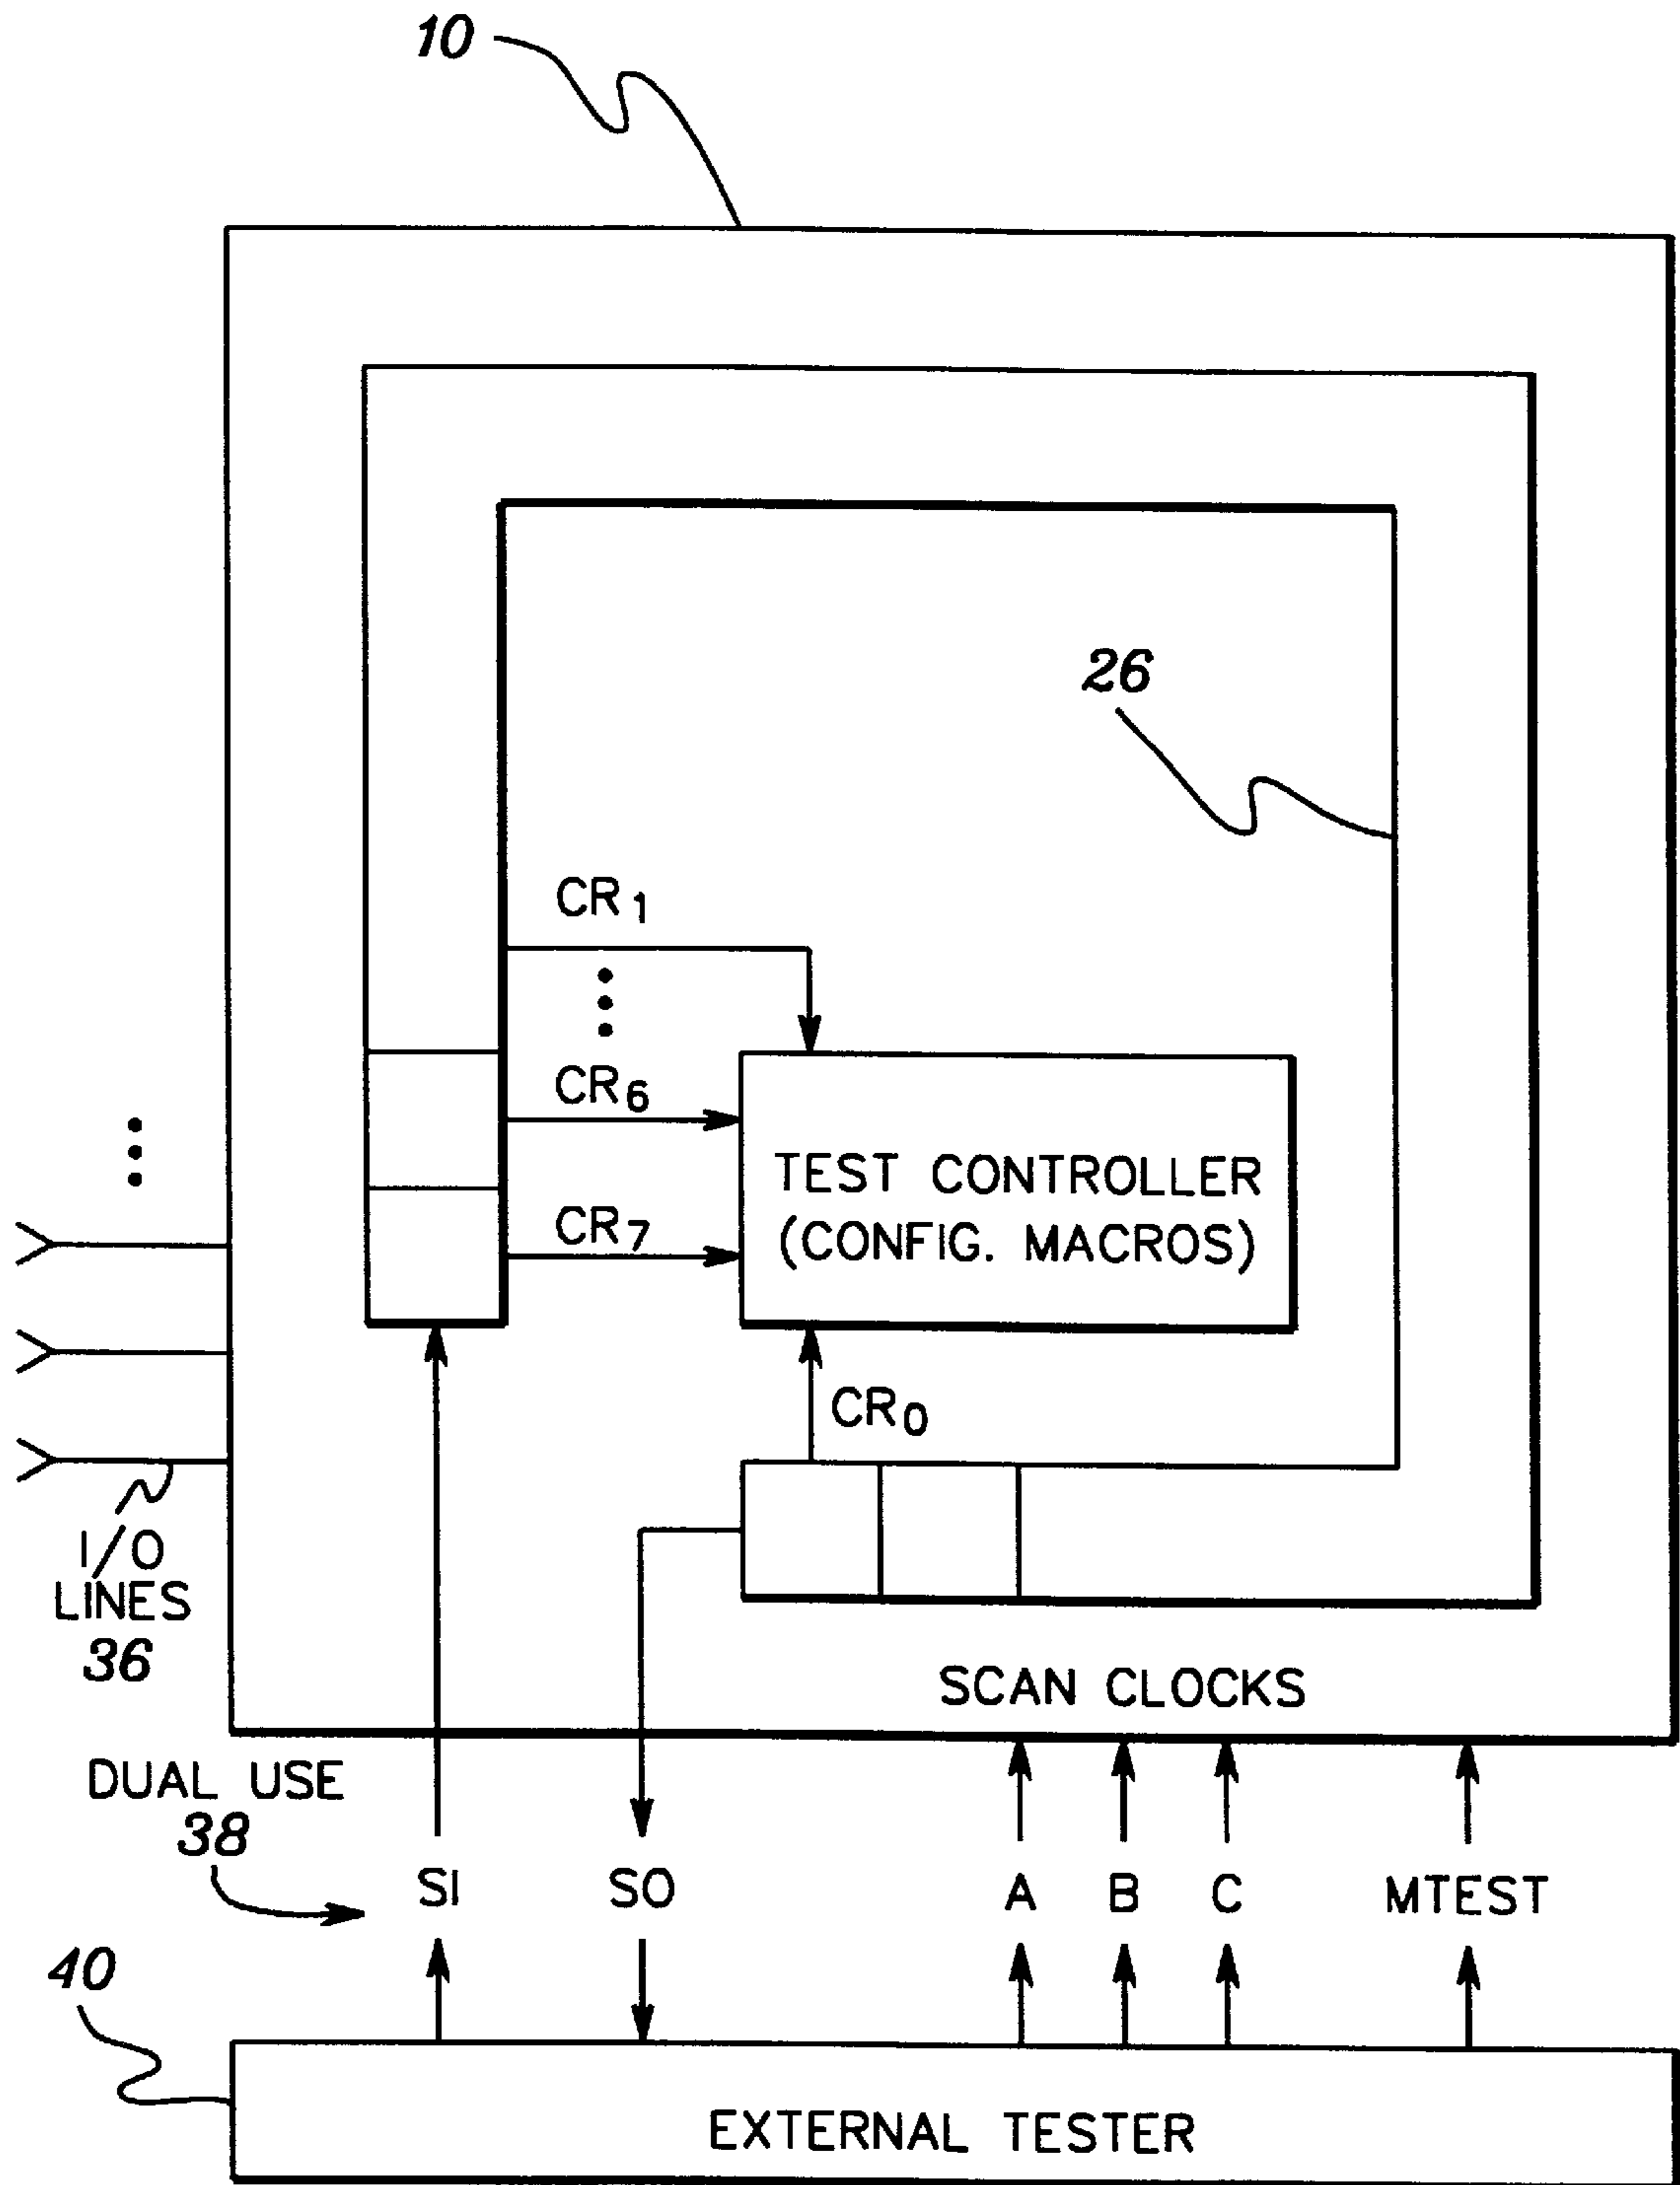 10
26
CR1
CR6
TEST CONTROLLER
(CONFIG. MACROS)
CR7
CR0
I/O
LINES
36
SCAN CLOCKS
DUAL USE
38
SI
SO
A
B
C
MTEST
40
EXTERNAL TESTER